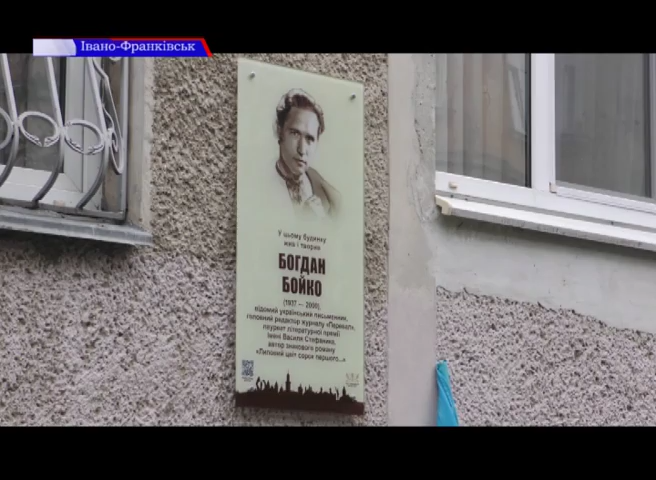 Івано-Франківськ
У цьому будинку
жив і творив
БОГДАН
БОЙКО
(1937 — 2000),
відомий український письменник,
головний редактор журналу «Перевал»,
лауреат літературної премії
імені Василя Стефаника,
автор знакового роману
«Липовий цвіт сорок першого...»